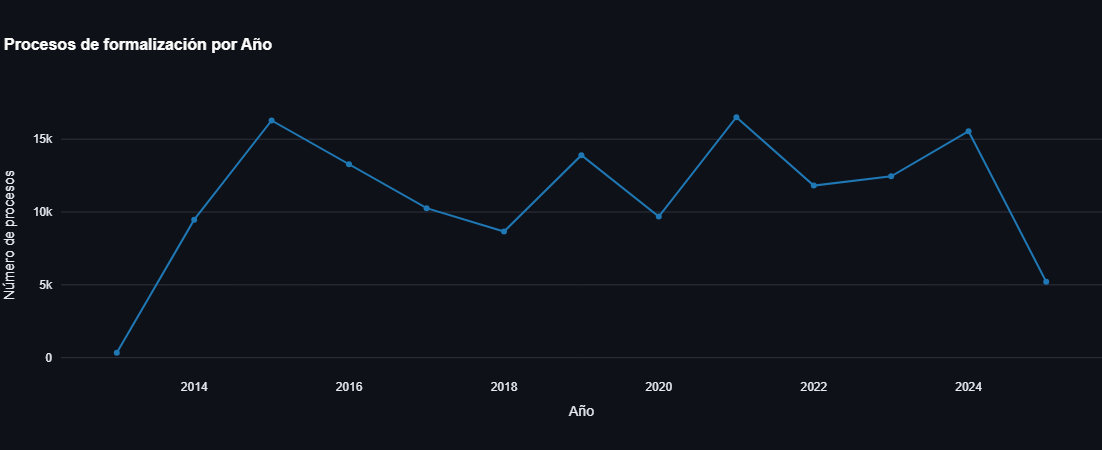 Procesos de formalización por Año
Número de procesos
15k
10k
5k
0
2014 2016 2018 2020 2022 2024
Año